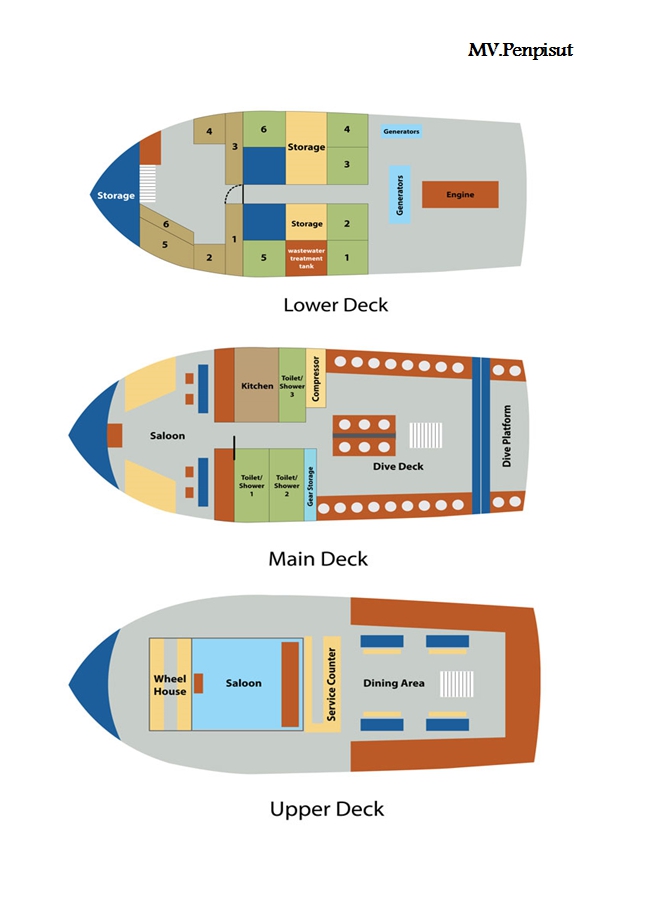 MV.Penpisut
4
3
6
Storage
4
3
Generators
Generators
Engine
Storage
6
5
2
1
5
Storage
wastewater
treatment
tank
2
1
Lower Deck
Saloon
Kitchen
Toilet/
Shower
3
Compressor
Toilet/
Shower
1
Toilet/
Shower
2
Gear Storage
Dive Deck
Dive Platform
Main Deck
Wheel
House
Saloon
Service Counter
Dining Area
Upper Deck